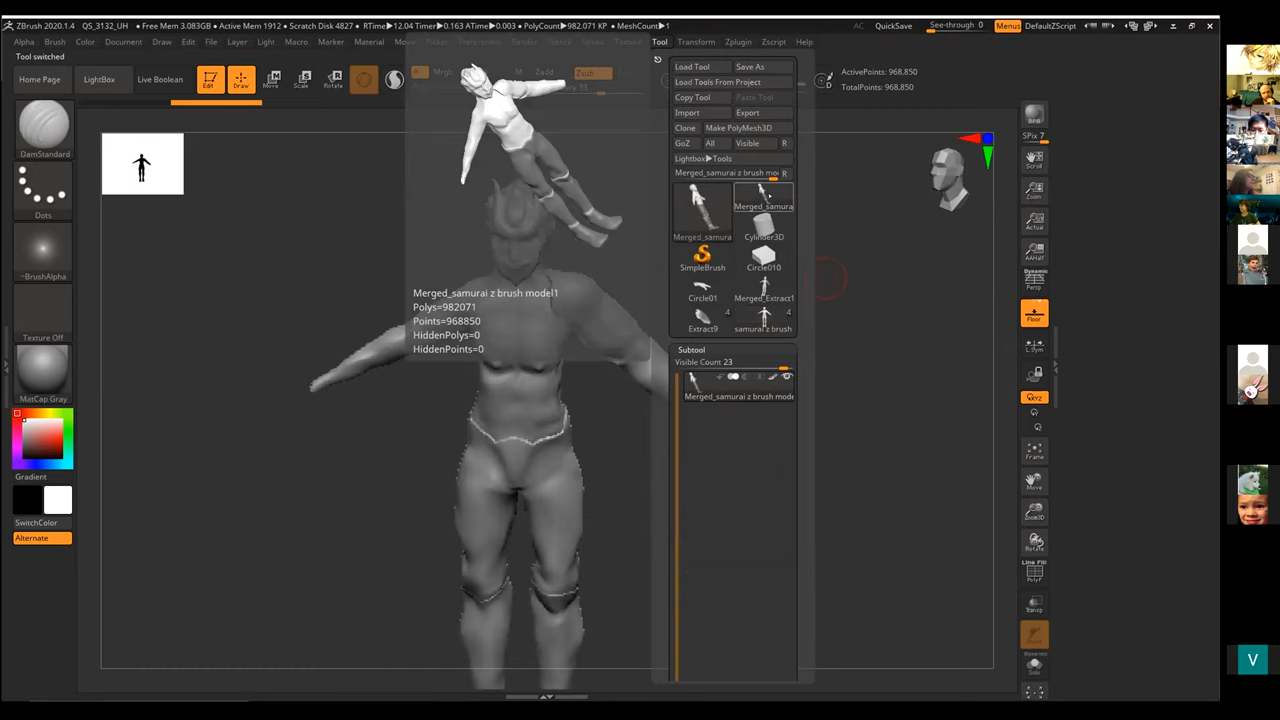 ZBrush 2020.1.4 QS_3132_UH • Free Mem 3.083GB • Active Mem 1912 • Scratch Disk 4827 • RTime▶12.04 Timer▶0.163 ATime▶0.003 • PolyCount▶982.071 KP • MeshCount▶1
AC QuickSave See-through 0 Menus DefaultZScript
Alpha Brush Color Document Draw Edit File Layer Light Macro Marker Material Tool Transform Zplugin Zscript Help
Tool switched
Home Page LightBox Live Boolean Edit Draw Move Scale Rotate
A M Zadd Zsub
ActivePoints: 968,850
TotalPoints: 968,850
Load Tool Save As
Load Tools From Project
Copy Tool Paste Tool
Import Export
Clone Make PolyMesh3D
GoZ All Visible R
Lightbox▶Tools
R
Merged_samura
Merged_samura
Cylinder3D
SimpleBrush
Circle010
Circle01
Merged_Extract1
Extract9
4
samurai z brush
4
Subtool
Visible Count 23
Merged_samurai z brush mode
DamStandard
Dots
~BrushAlpha
Texture Off
MatCap Gray
Gradient
SwitchColor
Alternate
Merged_samurai z brush model1
Polys=982071
Points=968850
HiddenPolys=0
HiddenPoints=0
BPR
SPix 7
Scroll
Zoom
Actual
AAHalf
Dynamic
Persp
Floor
L.Sym
XYZ
Frame
Move
Zoom3D
Rotate
Line Fill
PolyF
Transp
Dynamic
Solo
V